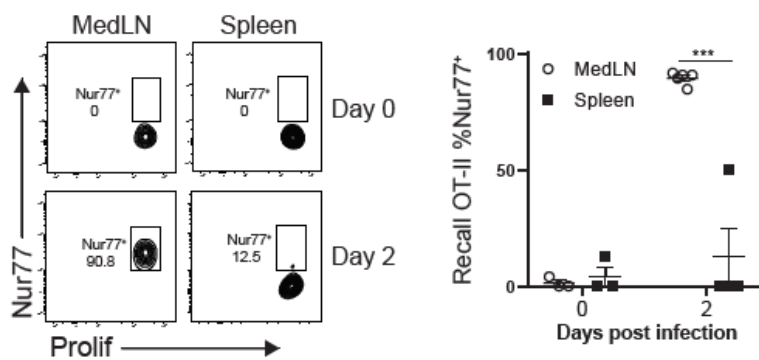 MedLN Spleen
Nur77⁺
0
Nur77⁺
0
Day 0
Nur77⁺
90.8
Nur77⁺
12.5
Day 2
Nur77
Prolif
Recall OT-II %Nur77⁺
100
50
0
MedLN
Spleen
***
0 2
Days post infection